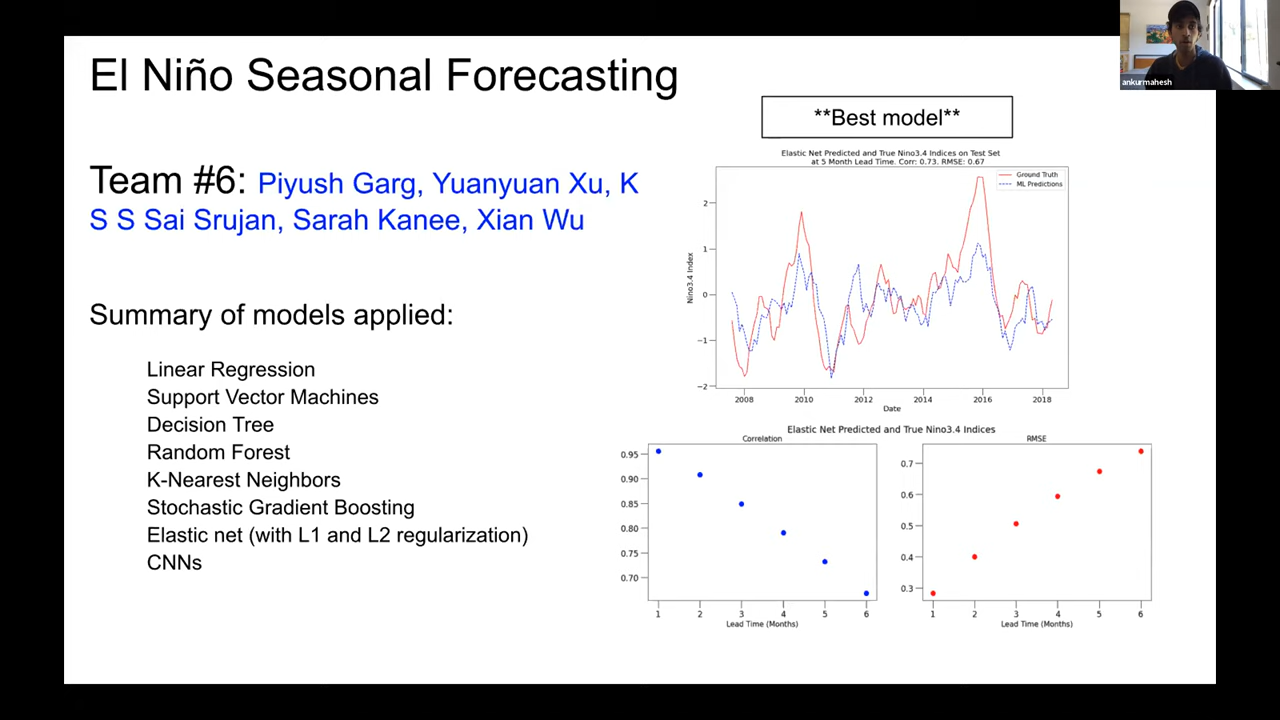 ankurmahesh
El Niño Seasonal Forecasting
**Best model**
Team #6: Piyush Garg, Yuanyuan Xu, K
S S Sai Srujan, Sarah Kanee, Xian Wu
Summary of models applied:
Linear Regression
Support Vector Machines
Decision Tree
Random Forest
K-Nearest Neighbors
Stochastic Gradient Boosting
Elastic net (with L1 and L2 regularization)
CNNs
Elastic Net Predicted and True Nino3.4 Indices on Test Set
at 5 Month Lead Time. Corr: 0.73. RMSE: 0.67
Ground Truth
ML Predictions
Nino3.4 Index
2
1
0
−1
−2
2008 2010 2012 2014 2016 2018
Date
Elastic Net Predicted and True Nino3.4 Indices
Correlation
0.95
0.90
0.85
0.80
0.75
0.70
1 2 3 4 5 6
Lead Time (Months)
RMSE
0.7
0.6
0.5
0.4
0.3
1 2 3 4 5 6
Lead Time (Months)